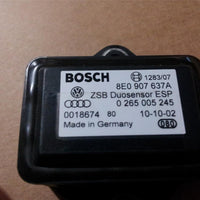 BOSCH
1283/07
8E0 907 637A
ZSB Duosensor ESP
0 265 005 245
0018674 80 10-10-02
Made in Germany